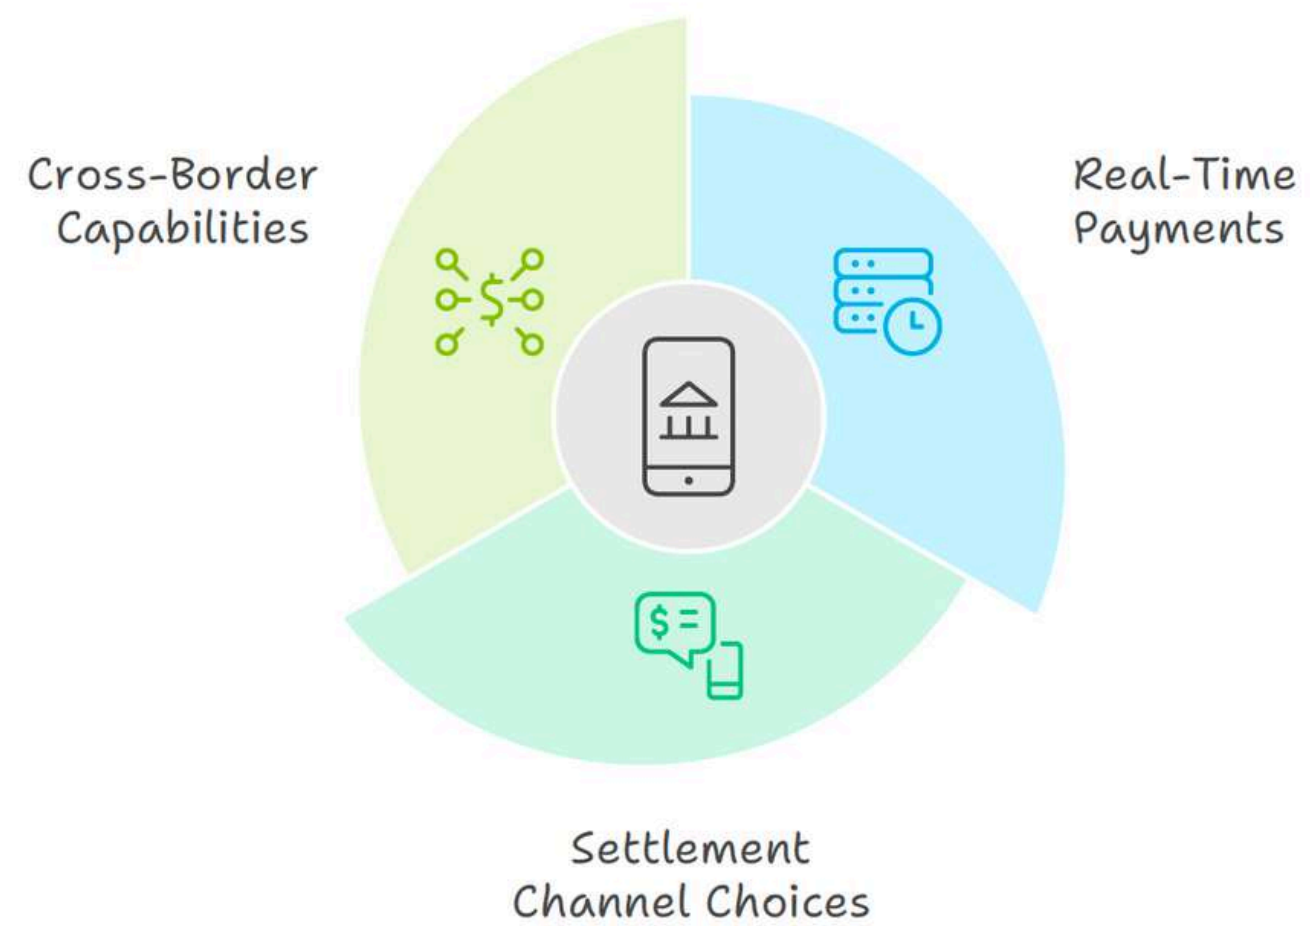 Cross-Border
Capabilities
Real-Time
Payments
Settlement
Channel Choices